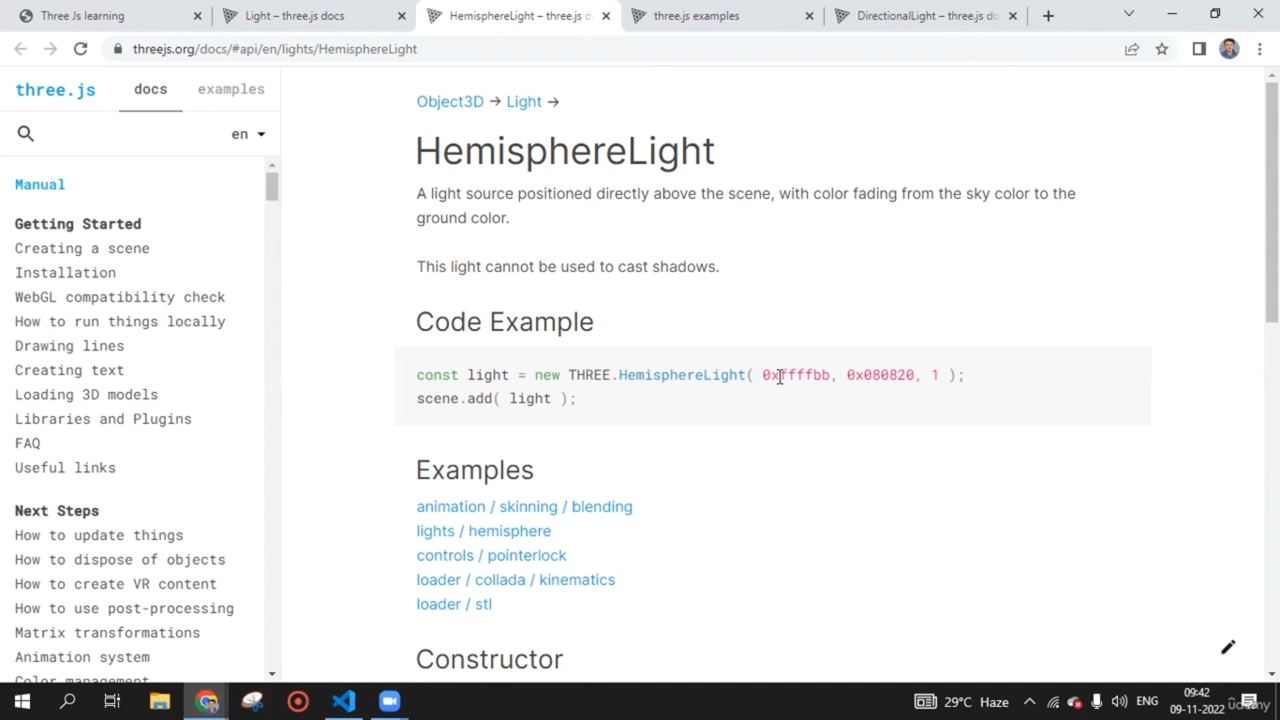 Three Js learning
Light – three.js docs
HemisphereLight – three.js d
three.js examples
DirectionalLight – three.js do
threejs.org/docs/#api/en/lights/HemisphereLight
three.js
docs
examples
en
Manual
Getting Started
Creating a scene
Installation
WebGL compatibility check
How to run things locally
Drawing lines
Creating text
Loading 3D models
Libraries and Plugins
FAQ
Useful links
Next Steps
How to update things
How to dispose of objects
How to create VR content
How to use post-processing
Matrix transformations
Animation system
Color management
Object3D → Light →
HemisphereLight
A light source positioned directly above the scene, with color fading from the sky color to the
ground color.
This light cannot be used to cast shadows.
Code Example
const light = new THREE.HemisphereLight( 0xffffbb, 0x080820, 1 );
scene.add( light );
Examples
animation / skinning / blending
lights / hemisphere
controls / pointerlock
loader / collada / kinematics
loader / stl
Constructor
29°C Haze
ENG
09:42
09-11-2022
udemy